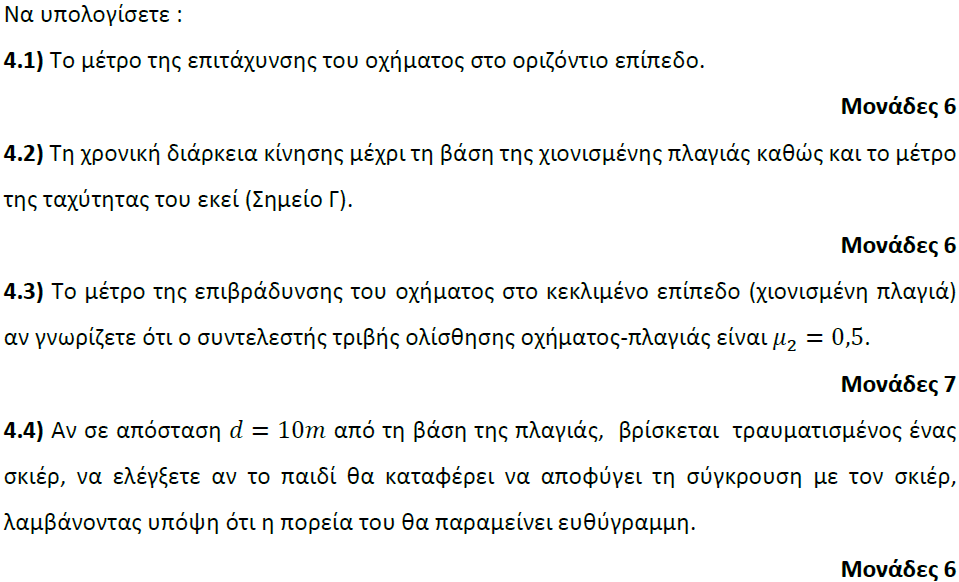 Να υπολογίσετε :
4.1) Το μέτρο της επιτάχυνσης του οχήματος στο οριζόντιο επίπεδο.
Μονάδες 6
4.2) Τη χρονική διάρκεια κίνησης μέχρι τη βάση της χιονισμένης πλαγιάς καθώς και το μέτρο
της ταχύτητας του εκεί (Σημείο Γ).
Μονάδες 6
4.3) Το μέτρο της επιβράδυνσης του οχήματος στο κεκλιμένο επίπεδο (χιονισμένη πλαγιά)
αν γνωρίζετε ότι ο συντελεστής τριβής ολίσθησης οχήματος-πλαγιάς είναι μ₂ = 0,5.
Μονάδες 7
4.4) Αν σε απόσταση d = 10m από τη βάση της πλαγιάς, βρίσκεται τραυματισμένος ένας
σκιέρ, να ελέγξετε αν το παιδί θα καταφέρει να αποφύγει τη σύγκρουση με τον σκιέρ,
λαμβάνοντας υπόψη ότι η πορεία του θα παραμείνει ευθύγραμμη.
Μονάδες 6